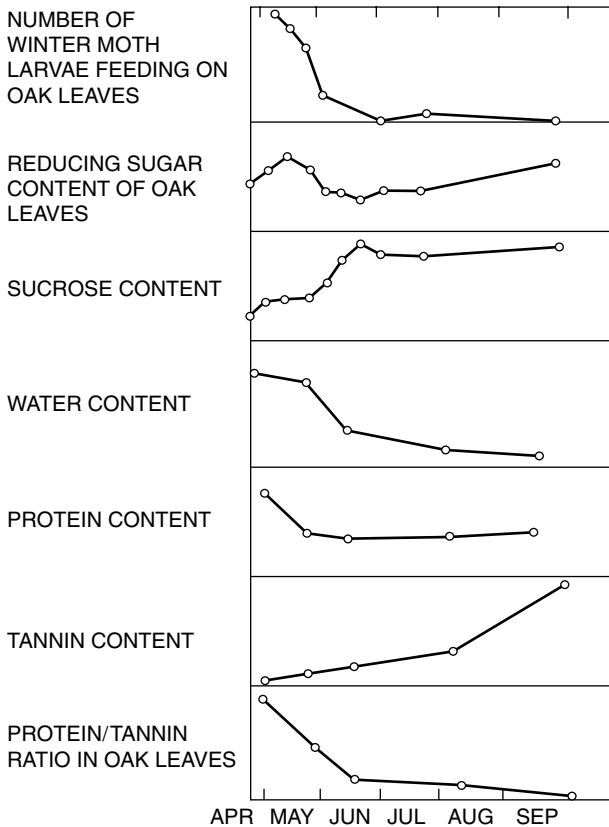 NUMBER OF
WINTER MOTH
LARVAE FEEDING ON
OAK LEAVES
REDUCING SUGAR
CONTENT OF OAK
LEAVES
SUCROSE CONTENT
WATER CONTENT
PROTEIN CONTENT
TANNIN CONTENT
PROTEIN/TANNIN
RATIO IN OAK LEAVES
APR MAY JUN JUL AUG SEP